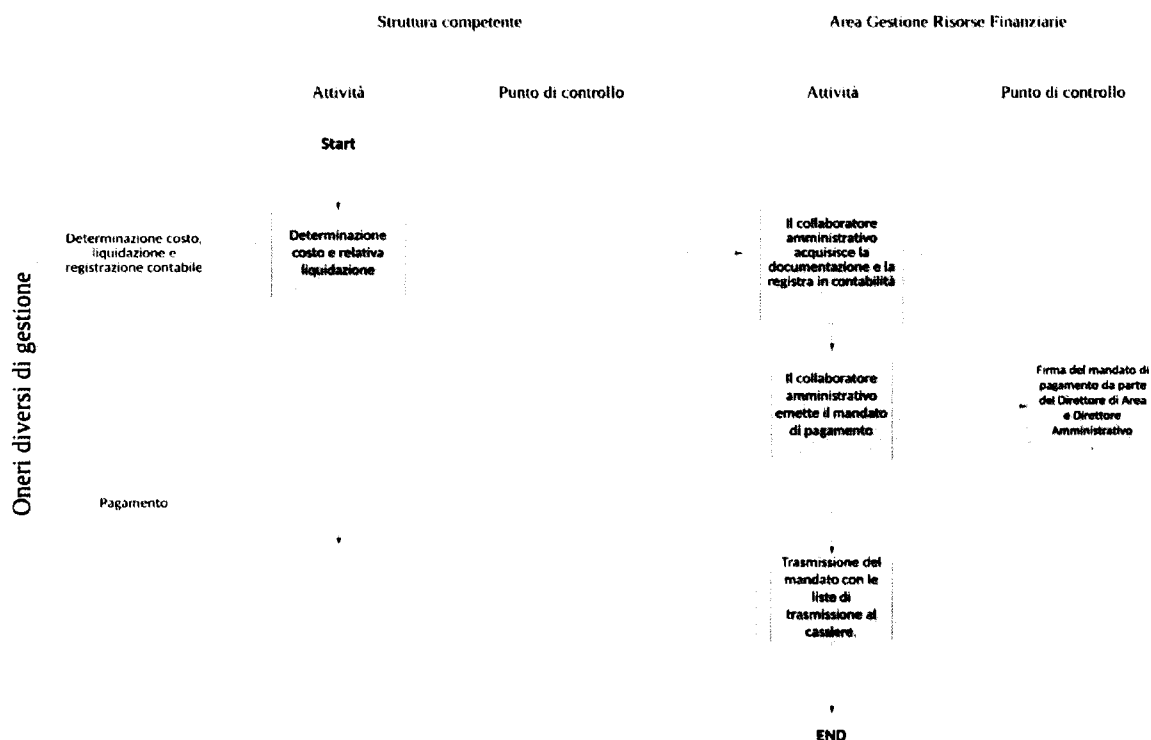 Struttura competente
Area Gestione Risorse Finanziarie
Attività
Punto di controllo
Attività
Punto di controllo
Start
Oneri diversi di gestione
Determinazione costo,
liquidazione e
registrazione contabile
Determinazione
costo e relativa
liquidazione
Il collaboratore
amministrativo
acquisisce la
documentazione e la
registra in contabilità
Il collaboratore
amministrativo
emette il mandato
di pagamento
Firma del mandato di
pagamento da parte
del Direttore di Area
e Direttore
Amministrativo
Pagamento
Trasmissione del
mandato con le
liste di
trasmissione al
cassiere.
END